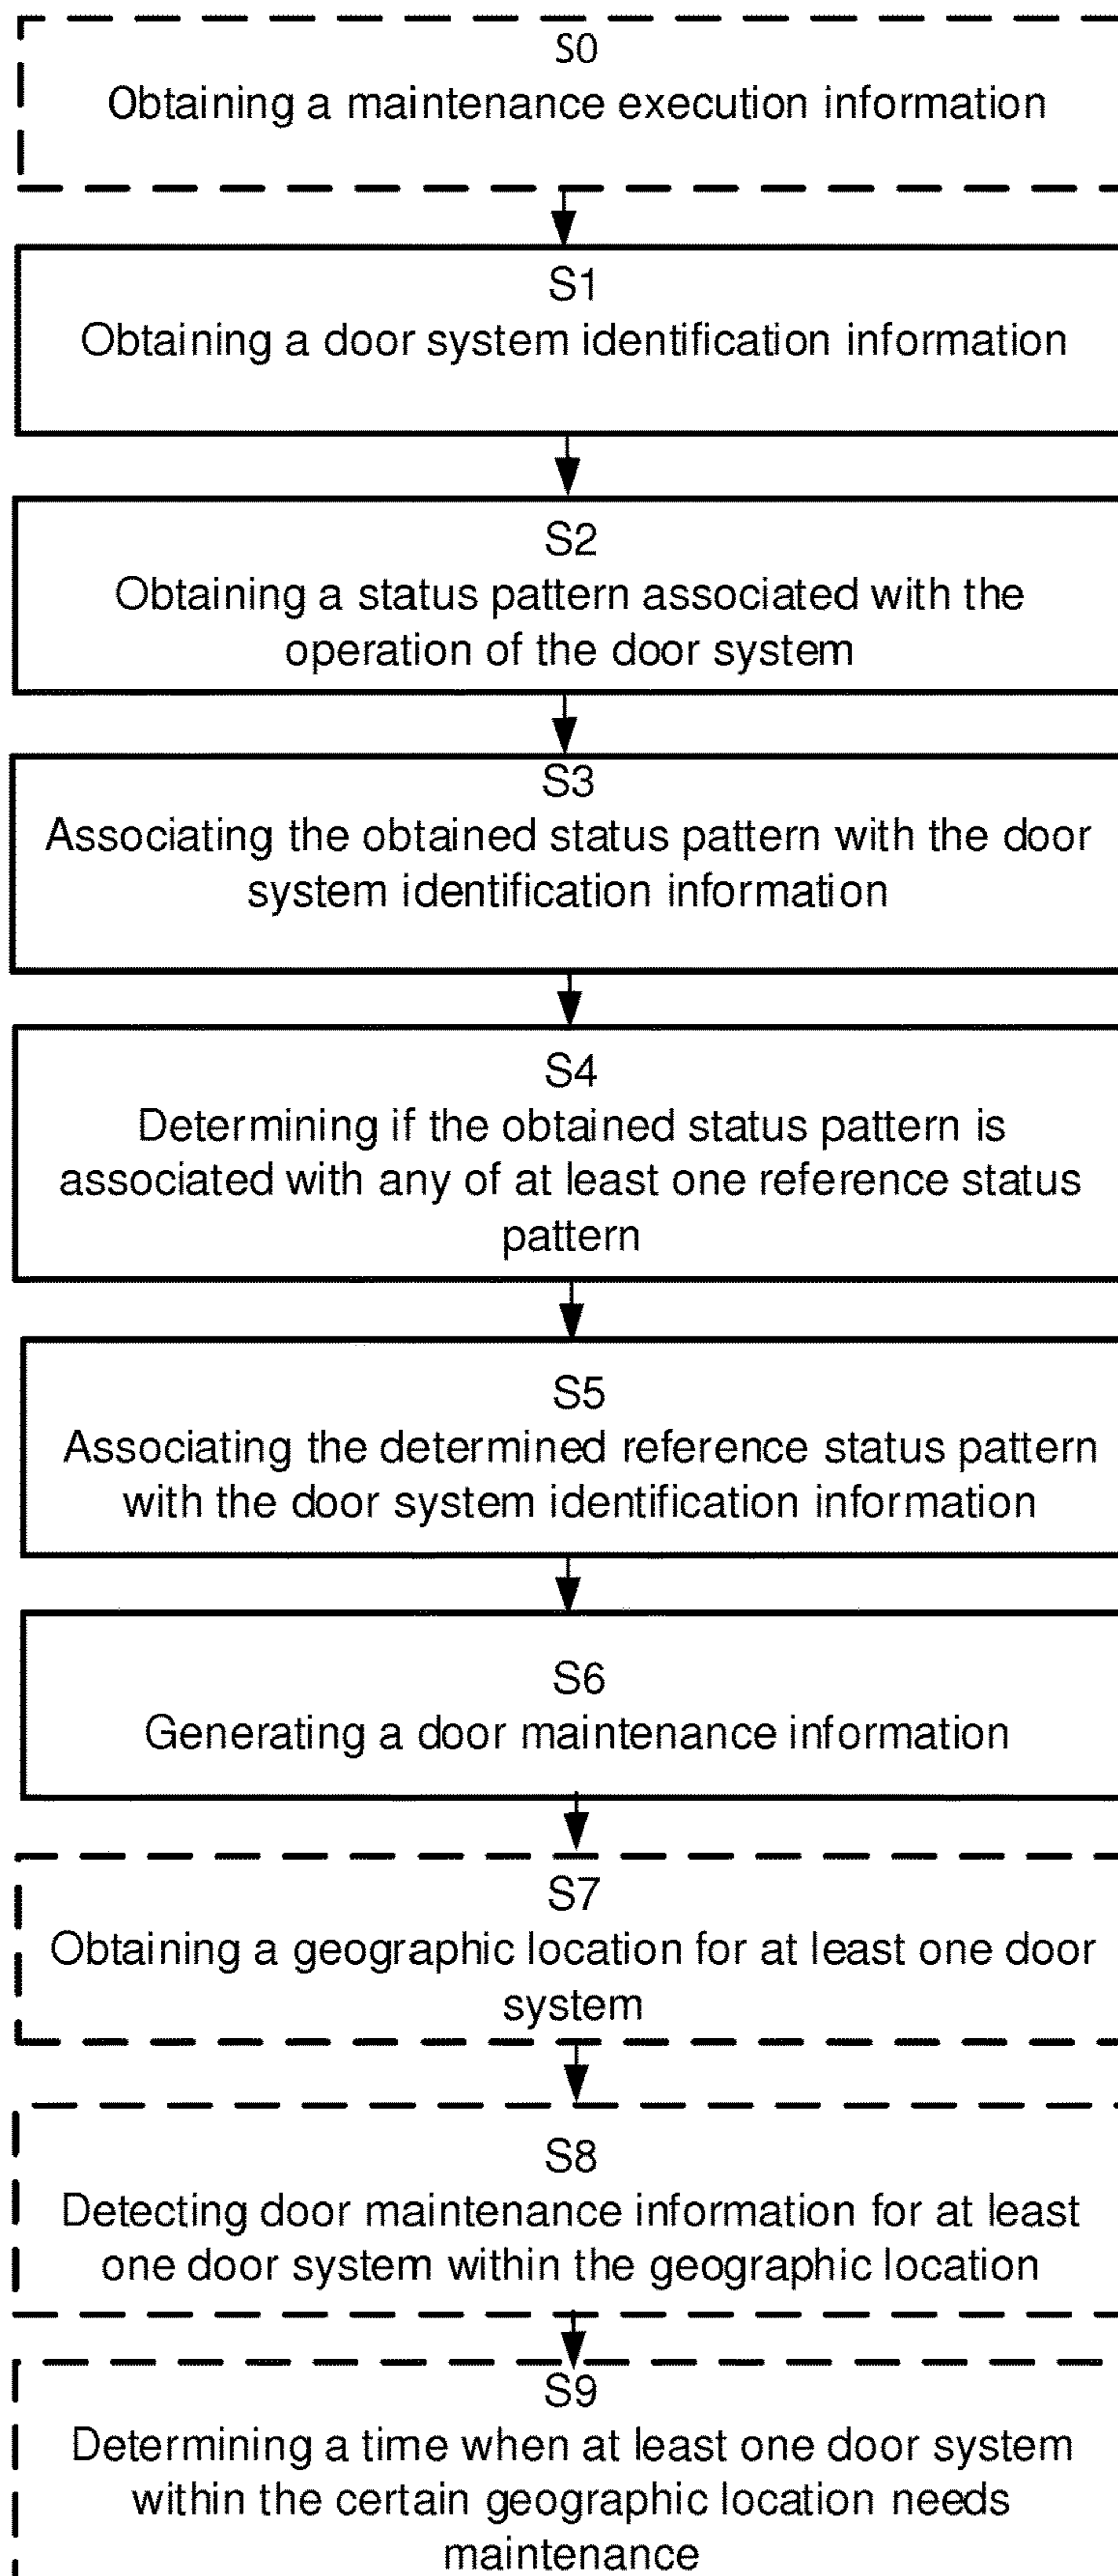 S0
Obtaining a maintenance execution information
S1
Obtaining a door system identification information
S2
Obtaining a status pattern associated with the
operation of the door system
S3
Associating the obtained status pattern with the door
system identification information
S4
Determining if the obtained status pattern is
associated with any of at least one reference status
pattern
S5
Associating the determined reference status pattern
with the door system identification information
S6
Generating a door maintenance information
S7
Obtaining a geographic location for at least one door
system
S8
Detecting door maintenance information for at least
one door system within the geographic location
S9
Determining a time when at least one door system
within the certain geographic location needs
maintenance